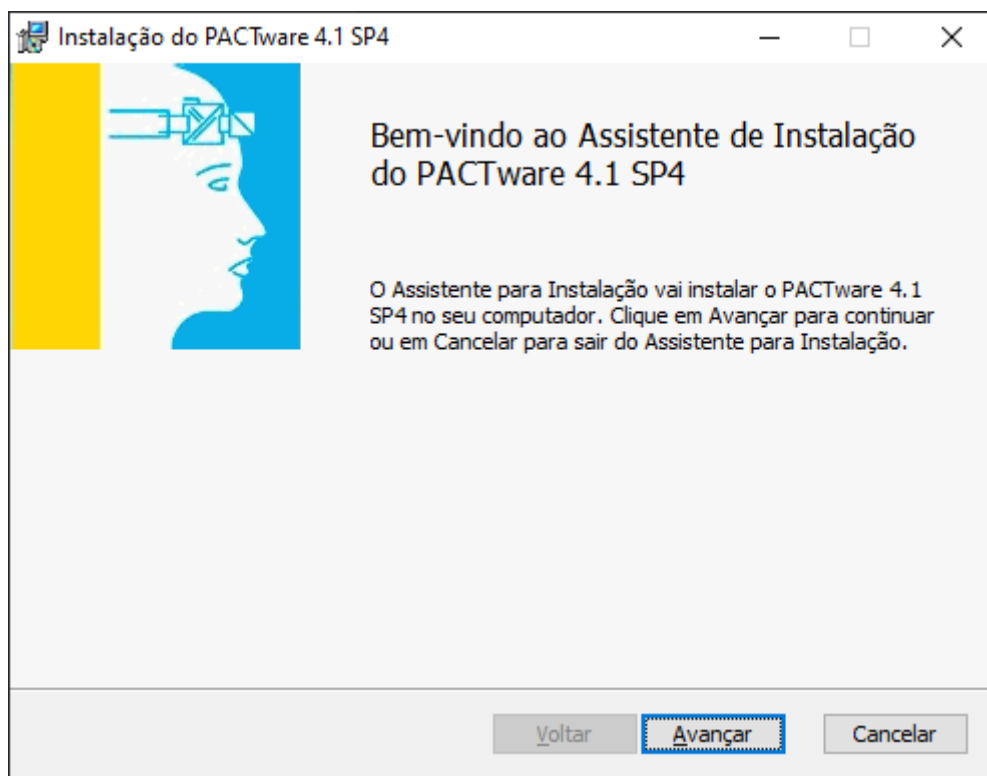 Instalação do PACTware 4.1 SP4
Bem-vindo ao Assistente de Instalação
do PACTware 4.1 SP4
O Assistente para Instalação vai instalar o PACTware 4.1
SP4 no seu computador. Clique em Avançar para continuar
ou em Cancelar para sair do Assistente para Instalação.
Voltar
Avançar
Cancelar